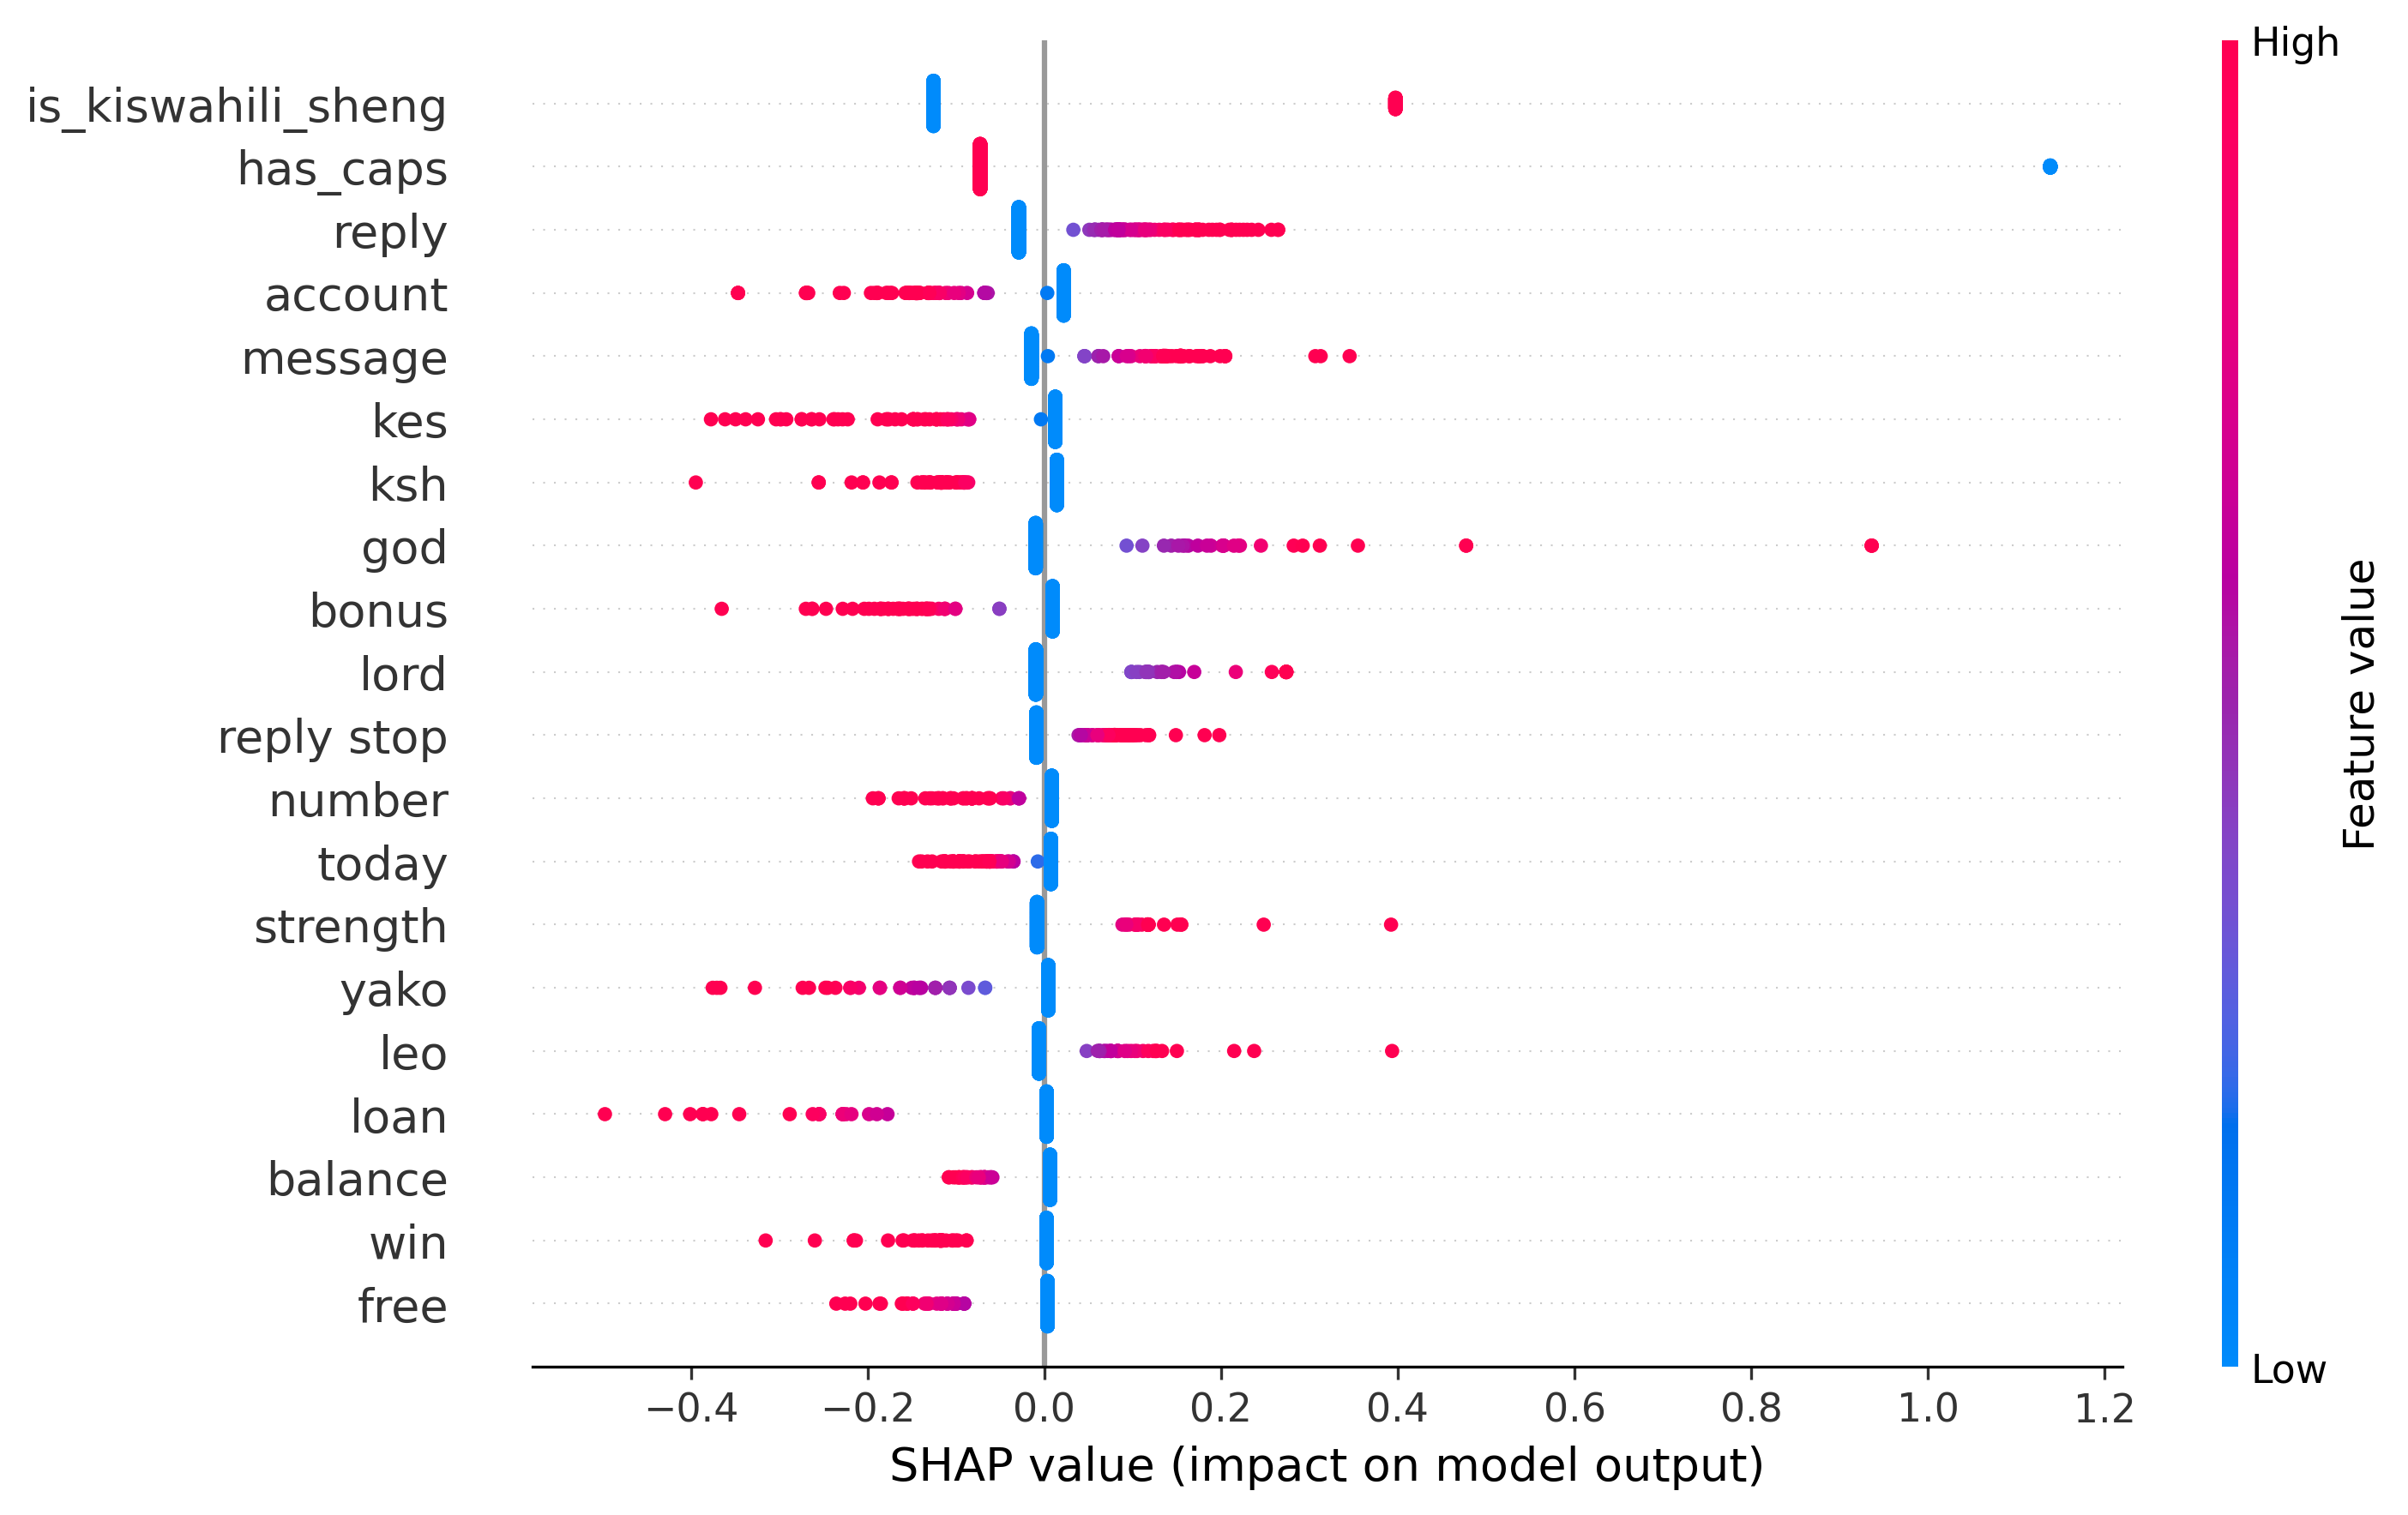 High
is_kiswahili_sheng
has_caps
reply
account
message
kes
ksh
god
bonus
lord
reply stop
number
today
strength
yako
leo
loan
balance
win
free
Feature value
Low
−0.4 −0.2 0.0 0.2 0.4 0.6 0.8 1.0 1.2
SHAP value (impact on model output)